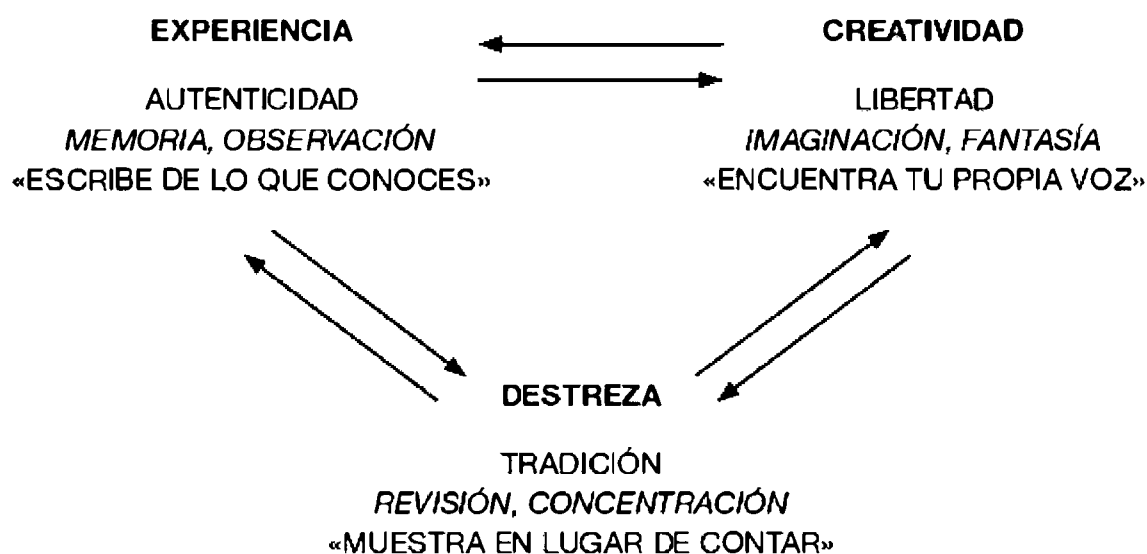 EXPERIENCIA
AUTENTICIDAD
MEMORIA, OBSERVACIÓN
«ESCRIBE DE LO QUE CONOCES»
CREATIVIDAD
LIBERTAD
IMAGINACIÓN, FANTASÍA
«ENCUENTRA TU PROPIA VOZ»
DESTREZA
TRADICIÓN
REVISIÓN, CONCENTRACIÓN
«MUESTRA EN LUGAR DE CONTAR»